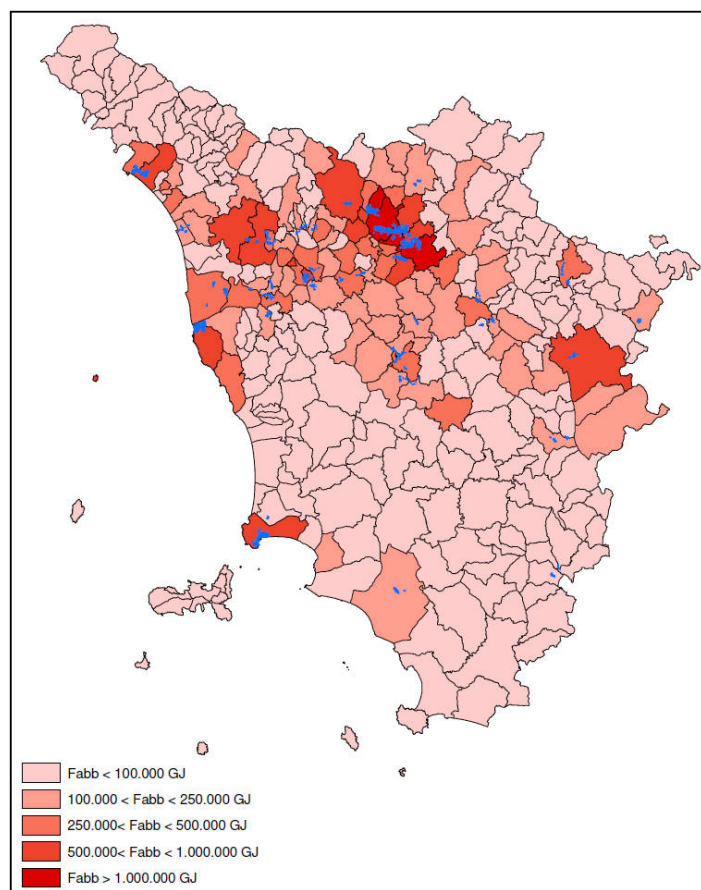 Fabb < 100.000 GJ
100.000 < Fabb < 250.000 GJ
250.000< Fabb < 500.000 GJ
500.000< Fabb < 1.000.000 GJ
Fabb > 1.000.000 GJ